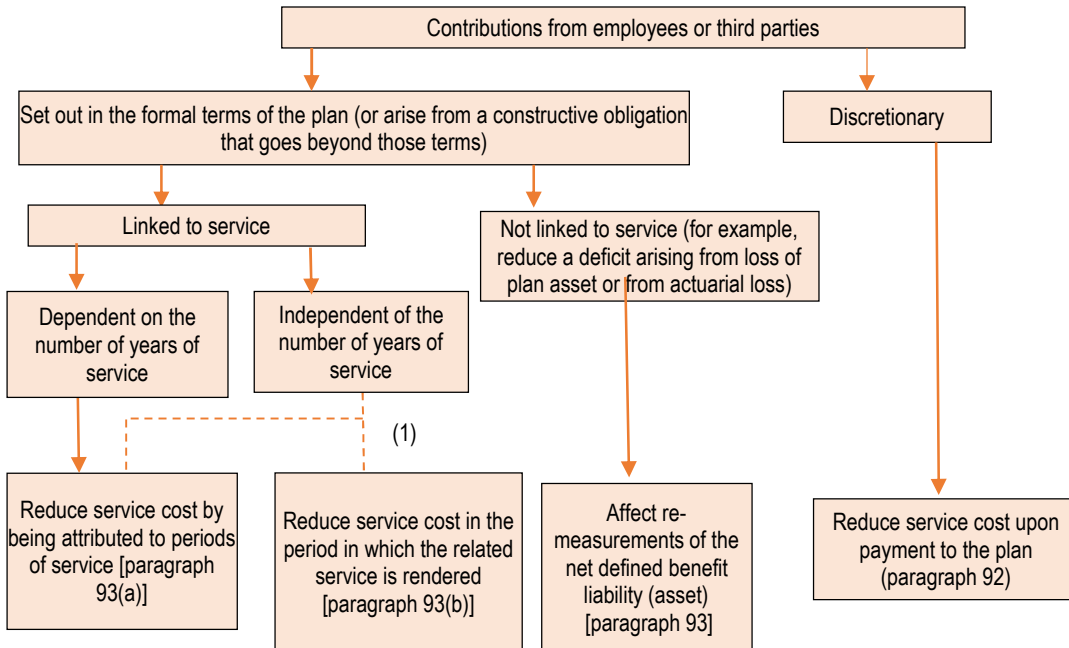 Contributions from employees or third parties
Set out in the formal terms of the plan (or arise from a constructive obligation
that goes beyond those terms)
Discretionary
Linked to service
Not linked to service (for example,
reduce a deficit arising from loss of
plan asset or from actuarial loss)
Dependent on the
number of years of
service
Independent of the
number of years of
service
(1)
Reduce service cost by
being attributed to periods
of service [paragraph
93(a)]
Reduce service cost in the
period in which the related
service is rendered
[paragraph 93(b)]
Affect re-
measurements of the
net defined benefit
liability (asset)
[paragraph 93]
Reduce service cost upon
payment to the plan
(paragraph 92)